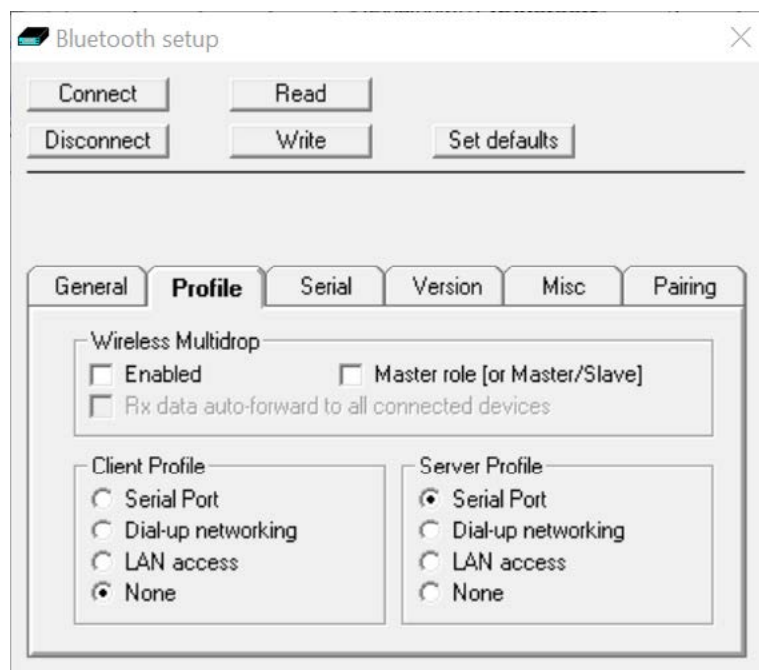 Bluetooth setup
Connect Read
Disconnect Write Set defaults
General Profile Serial Version Misc Pairing
Wireless Multidrop
Enabled Master role [or Master/Slave]
Rx data auto-forward to all connected devices
Client Profile
Serial Port
Dial-up networking
LAN access
None
Server Profile
Serial Port
Dial-up networking
LAN access
None